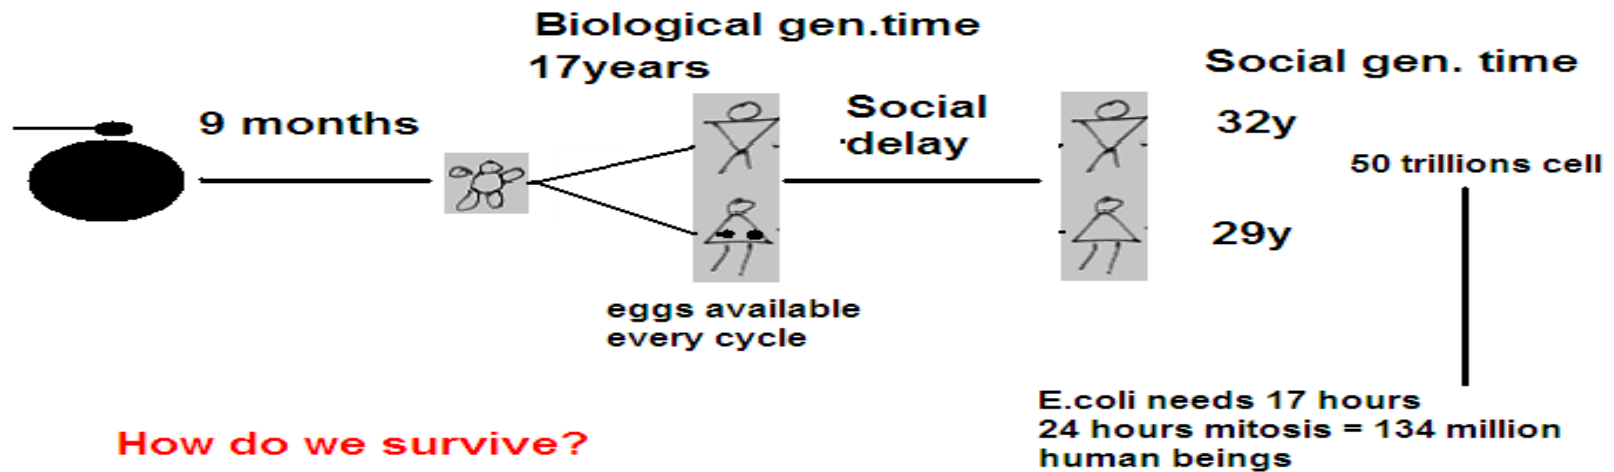 Biological gen.time
17years
Social gen. time
9 months
Social
delay
32y
50 trillions cell
29y
eggs available
every cycle
E.coli needs 17 hours
24 hours mitosis = 134 million
human beings
How do we survive?